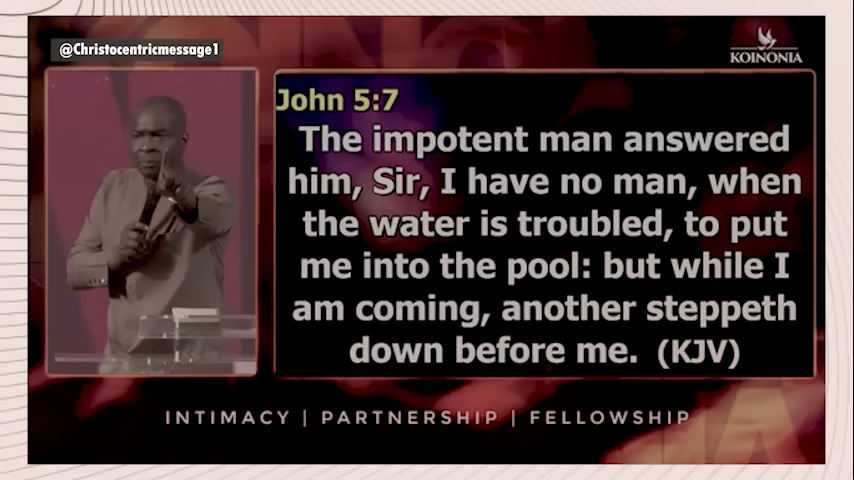 @Christocentricmessage1
KOINONIA
John 5:7
The impotent man answered
him, Sir, I have no man, when
the water is troubled, to put
me into the pool: but while I
am coming, another steppeth
down before me. (KJV)
INTIMACY | PARTNERSHIP | FELLOWSHIP